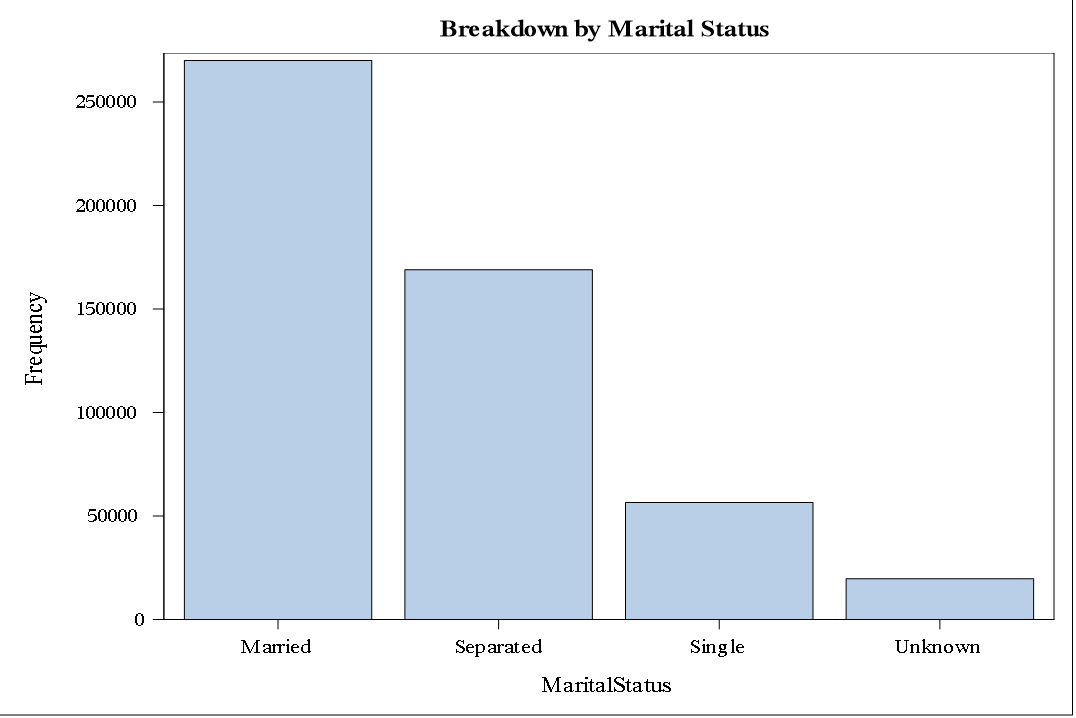 Breakdown by Marital Status
250000
200000
150000
100000
50000
0
Frequency
Married Separated Single Unknown
MaritalStatus